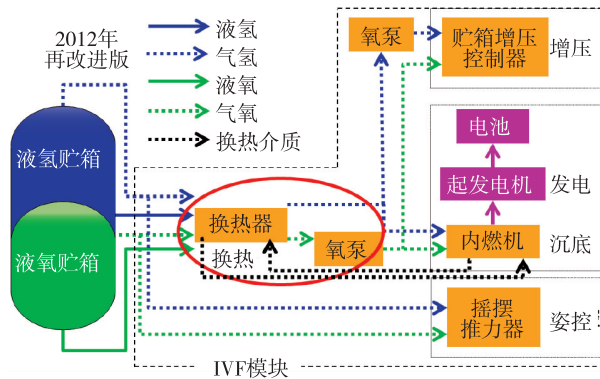 2012年
再改进版
液氢
气氢
液氧
气氧
换热介质
氧泵
贮箱增压
控制器
增压
液氢贮箱
液氧贮箱
换热器
换热
氧泵
电池
起发电机
发电
内燃机
沉底
摇摆
推力器
姿控
IVF模块